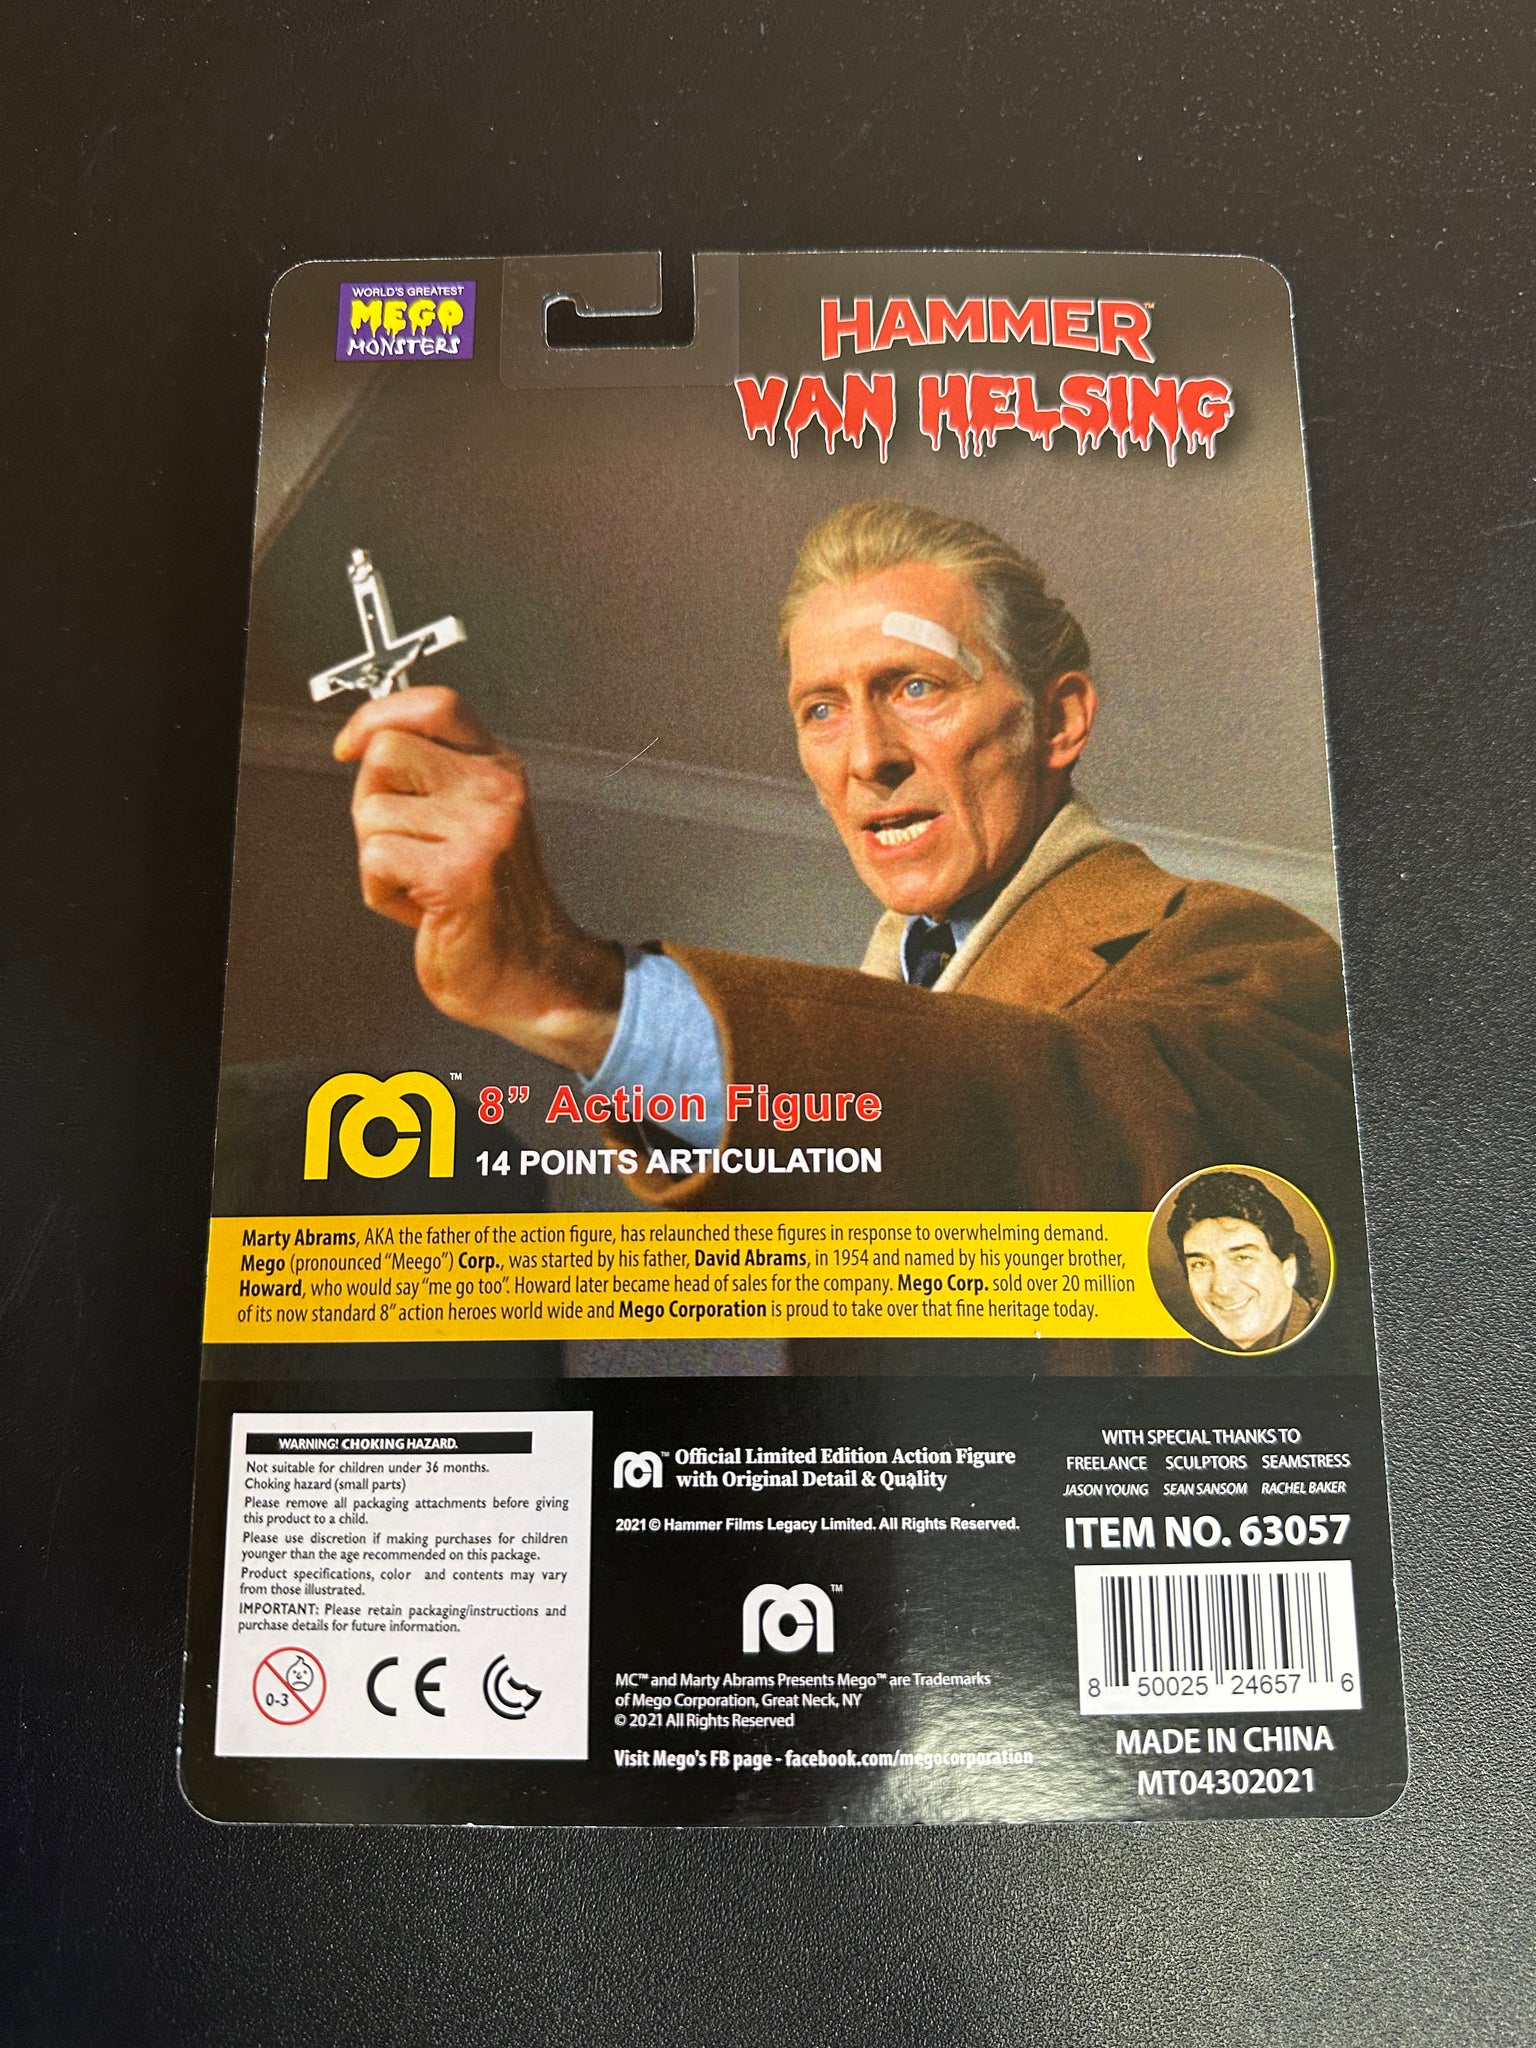 WORLD'S GREATEST
MEGO
MONSTERS
HAMMER™
VAN HELSING
™
8” Action Figure
14 POINTS ARTICULATION
Marty Abrams, AKA the father of the action figure, has relaunched these figures in response to overwhelming demand.
Mego (pronounced “Meego”) Corp., was started by his father, David Abrams, in 1954 and named by his younger brother,
Howard, who would say “me go too”. Howard later became head of sales for the company. Mego Corp. sold over 20 million
of its now standard 8” action heroes world wide and Mego Corporation is proud to take over that fine heritage today.
WARNING! CHOKING HAZARD.
Not suitable for children under 36 months.
Choking hazard (small parts)
Please remove all packaging attachments before giving
this product to a child.
Please use discretion if making purchases for children
younger than the age recommended on this package.
Product specifications, color and contents may vary
from those illustrated.
IMPORTANT: Please retain packaging/instructions and
purchase details for future information.
0-3
CE
™ Official Limited Edition Action Figure
with Original Detail & Quality
2021 © Hammer Films Legacy Limited. All Rights Reserved.
™
MC™ and Marty Abrams Presents Mego™ are Trademarks
of Mego Corporation, Great Neck, NY
© 2021 All Rights Reserved
Visit Mego's FB page - facebook.com/megocorporation
WITH SPECIAL THANKS TO
FREELANCE SCULPTORS SEAMSTRESS
JASON YOUNG SEAN SANSOM RACHEL BAKER
ITEM NO. 63057
8 50025 24657 6
MADE IN CHINA
MT04302021